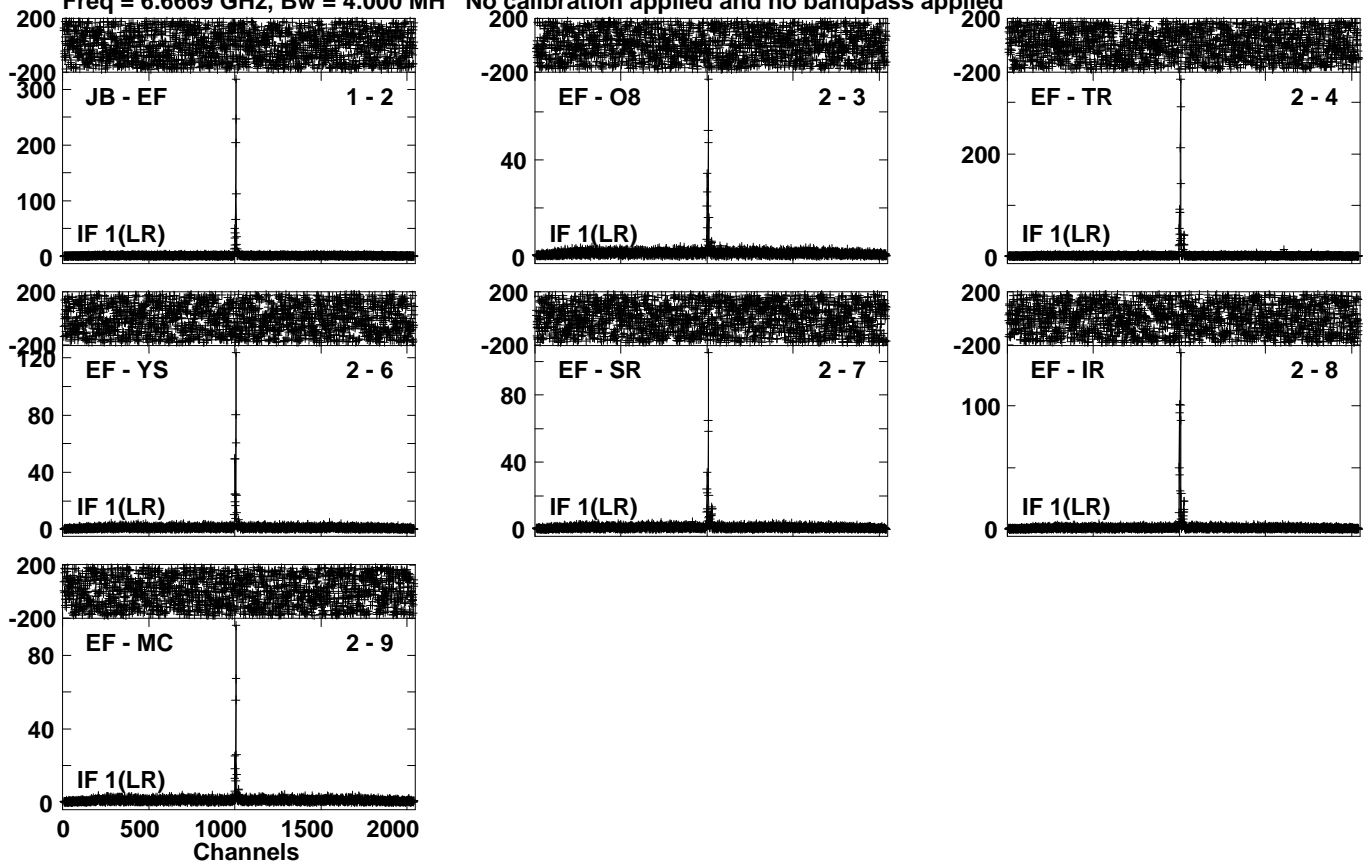 Freq = 6.6669 GHz, Bw = 4.000 MH No calibration applied and no bandpass applied
200
-200
300
200
100
0
JB - EF 1 - 2
IF 1(LR)
200
-200
40
0
EF - O8 2 - 3
IF 1(LR)
200
-200
200
0
EF - TR 2 - 4
IF 1(LR)
200
-200
120
80
40
0
EF - YS 2 - 6
IF 1(LR)
200
-200
80
40
0
EF - SR 2 - 7
IF 1(LR)
200
-200
100
0
EF - IR 2 - 8
IF 1(LR)
200
-200
80
40
0
EF - MC 2 - 9
IF 1(LR)
0 500 1000 1500 2000
Channels